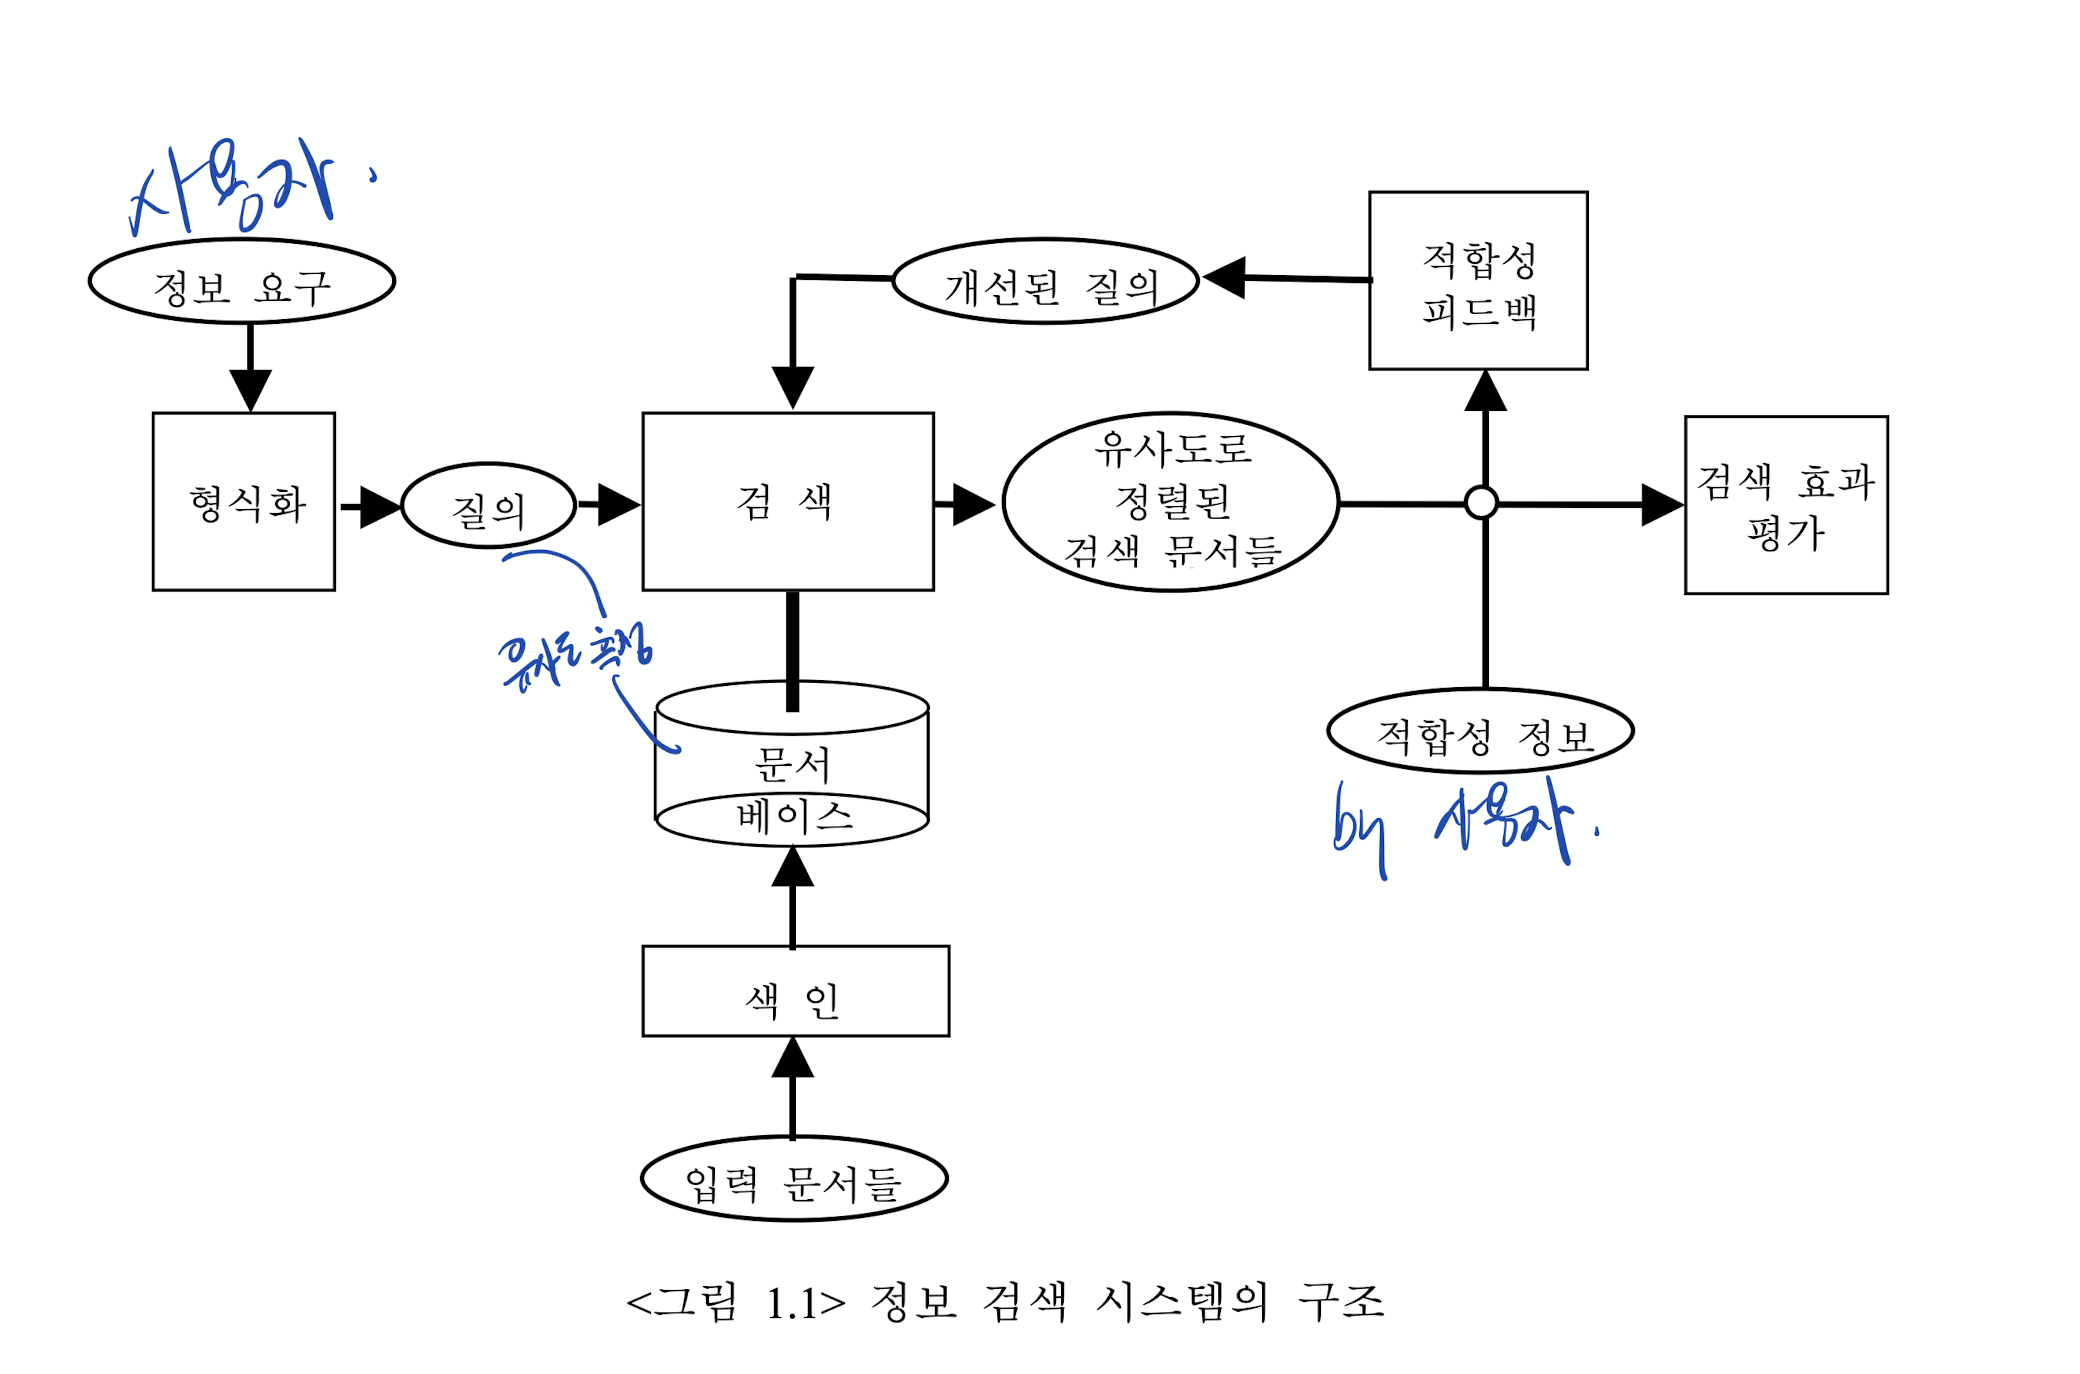 사용자.
정보 요구
개선된 질의
적합성
피드백
형식화
질의
검 색
유사도로
정렬된
검색 문서들
검색 효과
평가
유사도 측정
문서
베이스
적합성 정보
by 사용자.
색 인
입력 문서들
<그림 1.1> 정보 검색 시스템의 구조